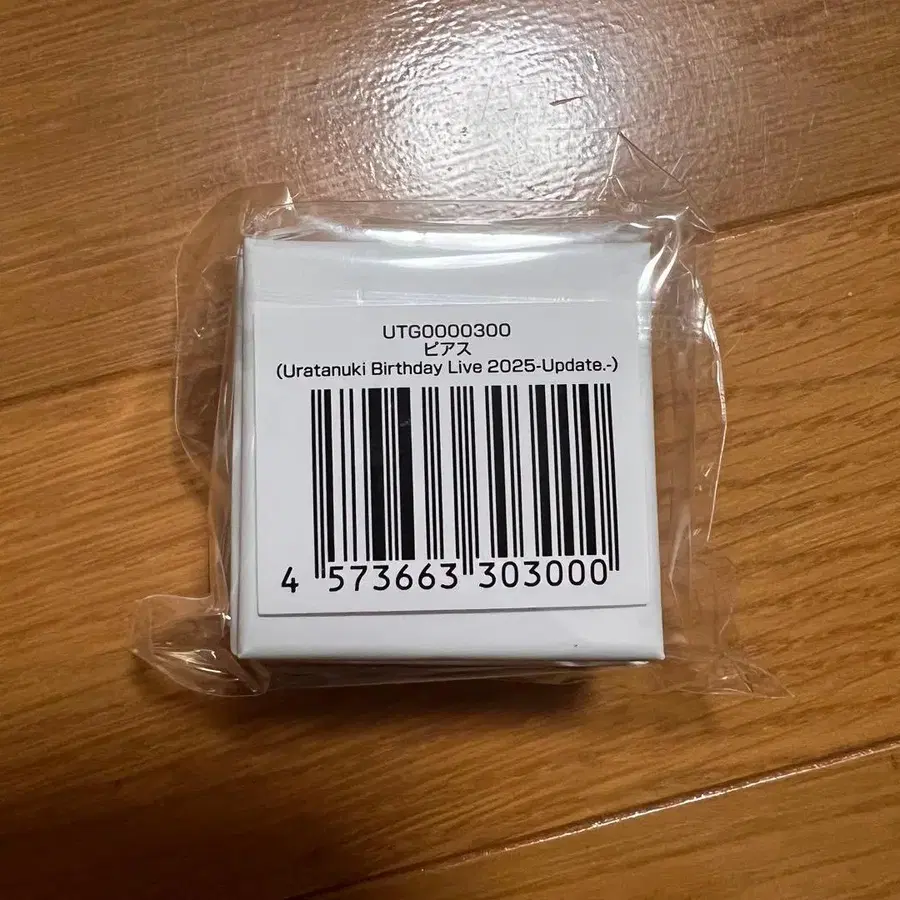 UTG0000300
ピアス
(Uratanuki Birthday Live 2025-Update.-)
4 573663 303000